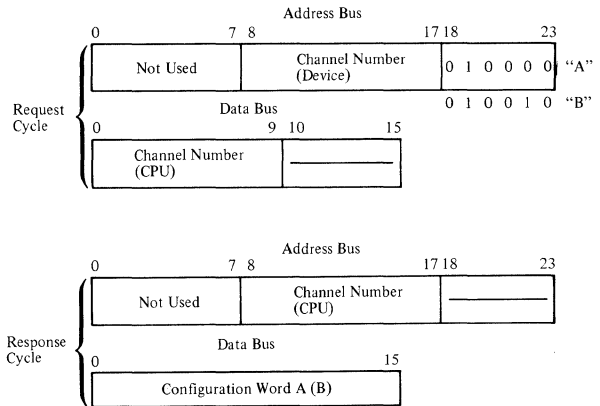 Address Bus
0 7 8 17 18 23
Not Used
Channel Number
(Device)
0 1 0 0 0 0 "A"
0 1 0 0 1 0 "B"
Request
Cycle
Data Bus
0 9 10 15
Channel Number
(CPU)
Address Bus
0 7 8 17 18 23
Not Used
Channel Number
(CPU)
Response
Cycle
Data Bus
0 15
Configuration Word A (B)